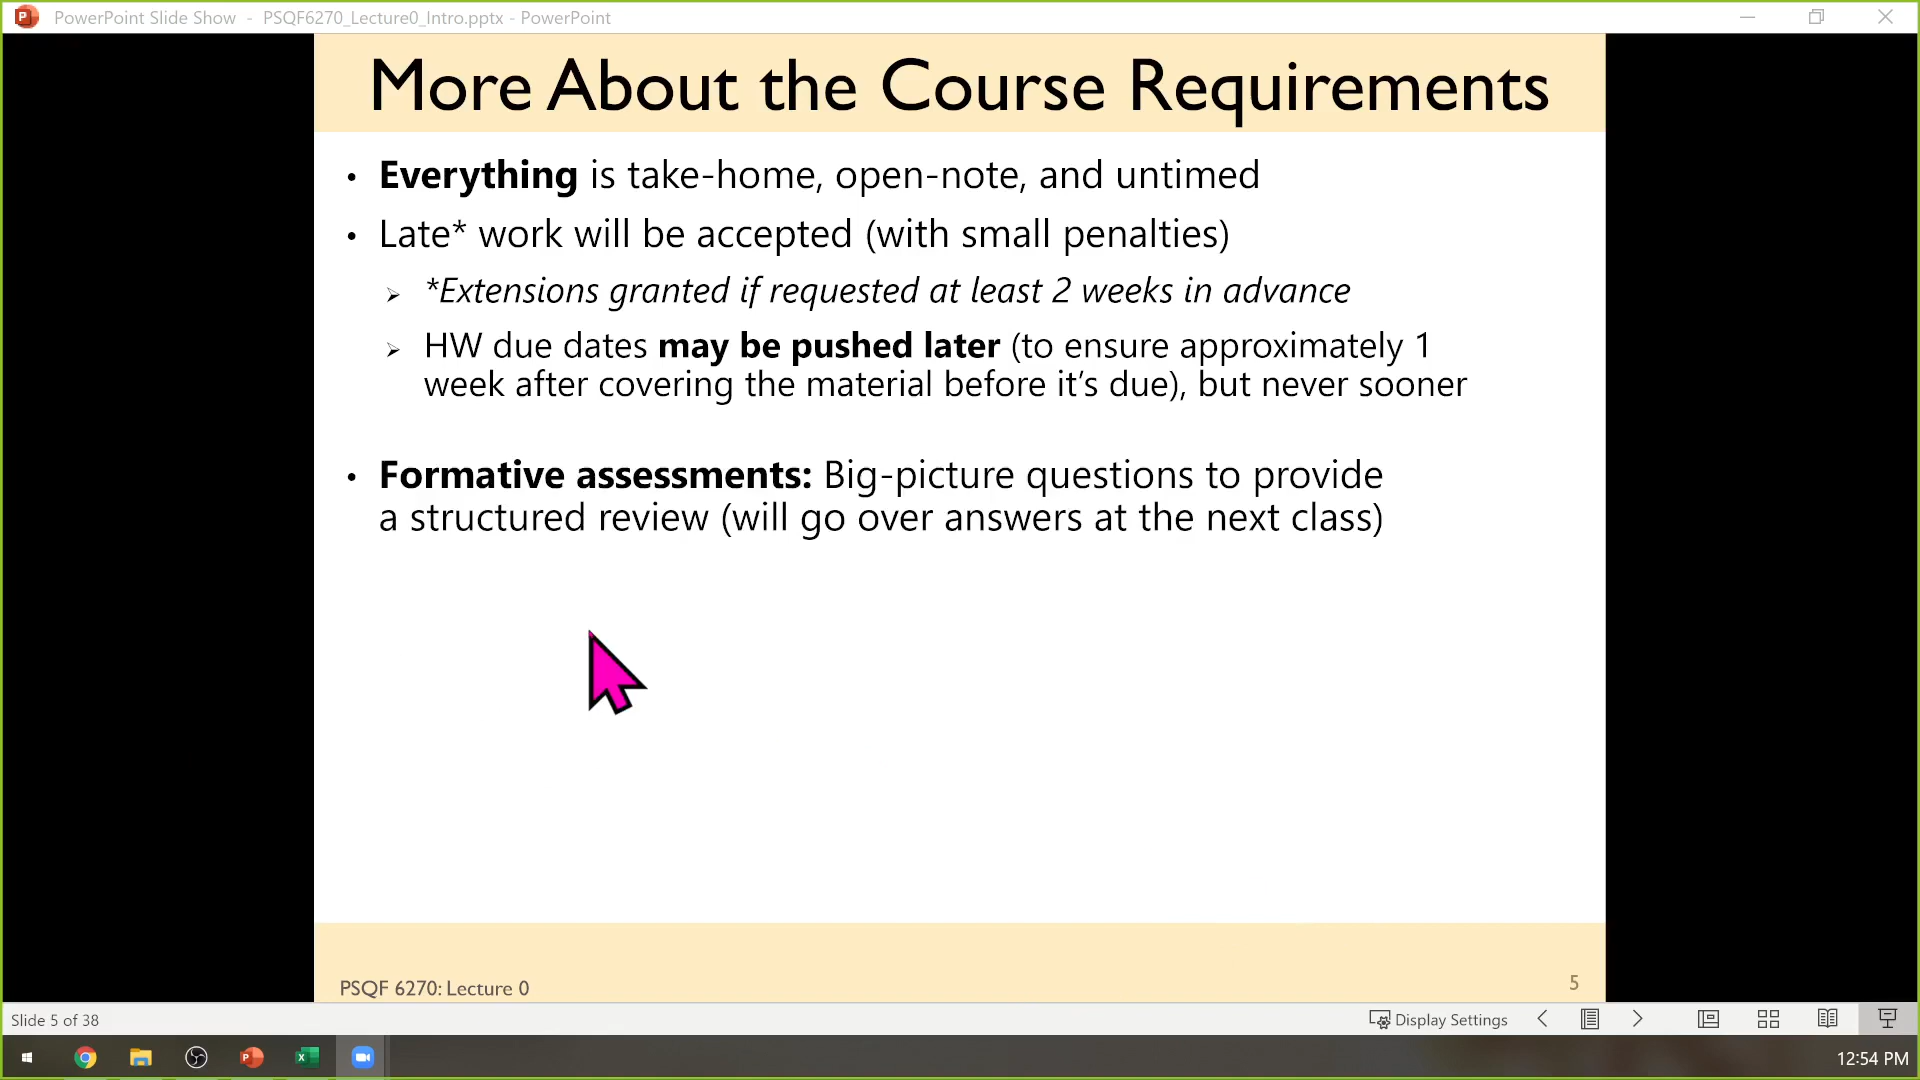 PowerPoint Slide Show - PSQF6270_Lecture0_Intro.pptx - PowerPoint
More About the Course Requirements
• Everything is take-home, open-note, and untimed
• Late* work will be accepted (with small penalties)
➢ *Extensions granted if requested at least 2 weeks in advance
➢ HW due dates may be pushed later (to ensure approximately 1
week after covering the material before it’s due), but never sooner
• Formative assessments: Big-picture questions to provide
a structured review (will go over answers at the next class)
PSQF 6270: Lecture 0
5
Slide 5 of 38
Display Settings
12:54 PM